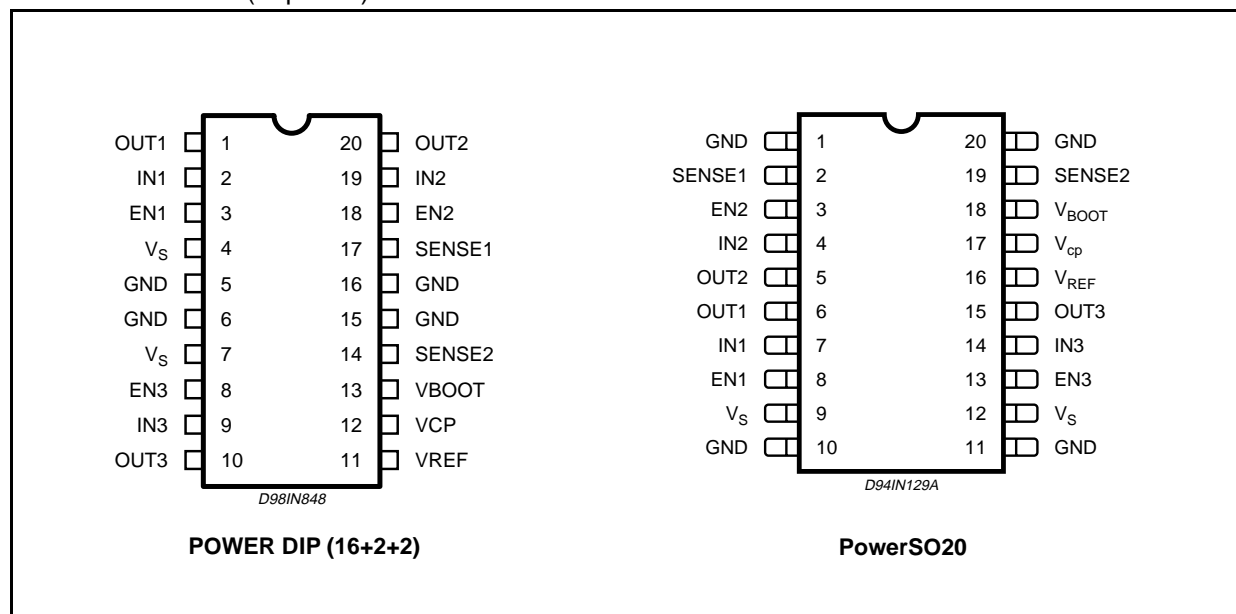 OUT1 1 20 OUT2
IN1 2 19 IN2
EN1 3 18 EN2
VS 4 17 SENSE1
GND 5 16 GND
GND 6 15 GND
VS 7 14 SENSE2
EN3 8 13 VBOOT
IN3 9 12 VCP
OUT3 10 11 VREF
D98IN848
POWER DIP (16+2+2)
GND 1 20 GND
SENSE1 2 19 SENSE2
EN2 3 18 VBOOT
IN2 4 17 Vcp
OUT2 5 16 VREF
OUT1 6 15 OUT3
IN1 7 14 IN3
EN1 8 13 EN3
VS 9 12 VS
GND 10 11 GND
D94IN129A
PowerSO20